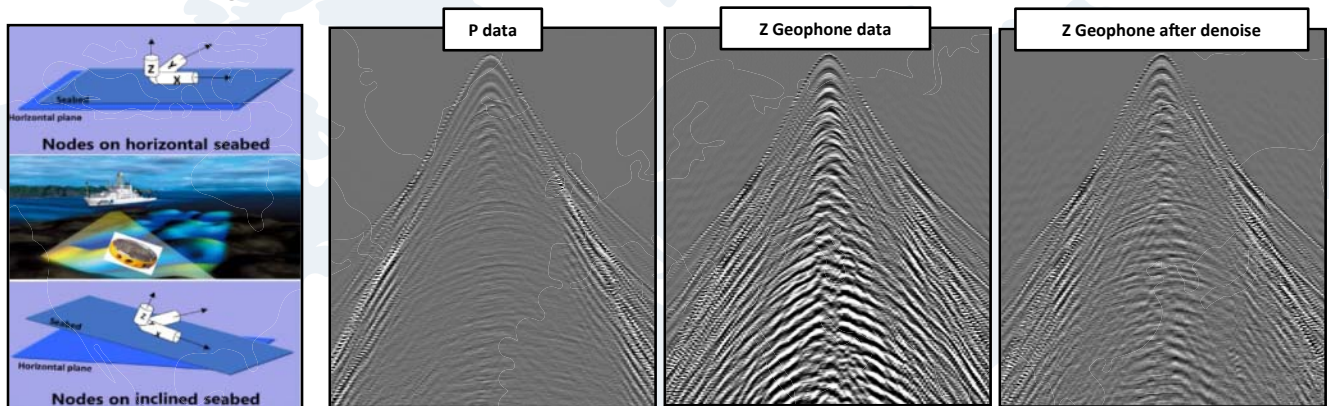 P data
Z Geophone data
Z Geophone after denoise
Z
Y
X
Seabed
Horizontal plane
Nodes on horizontal seabed
Z
X
Seabed
Horizontal plane
Nodes on inclined seabed